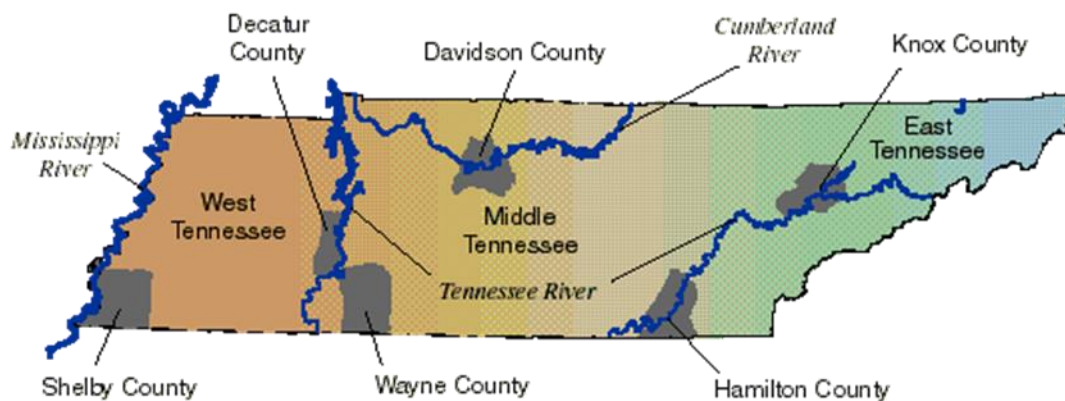 Decatur
County
Davidson County
Cumberland
River
Knox County
Mississippi
River
East
Tennessee
West
Tennessee
Middle
Tennessee
Tennessee River
Shelby County
Wayne County
Hamilton County